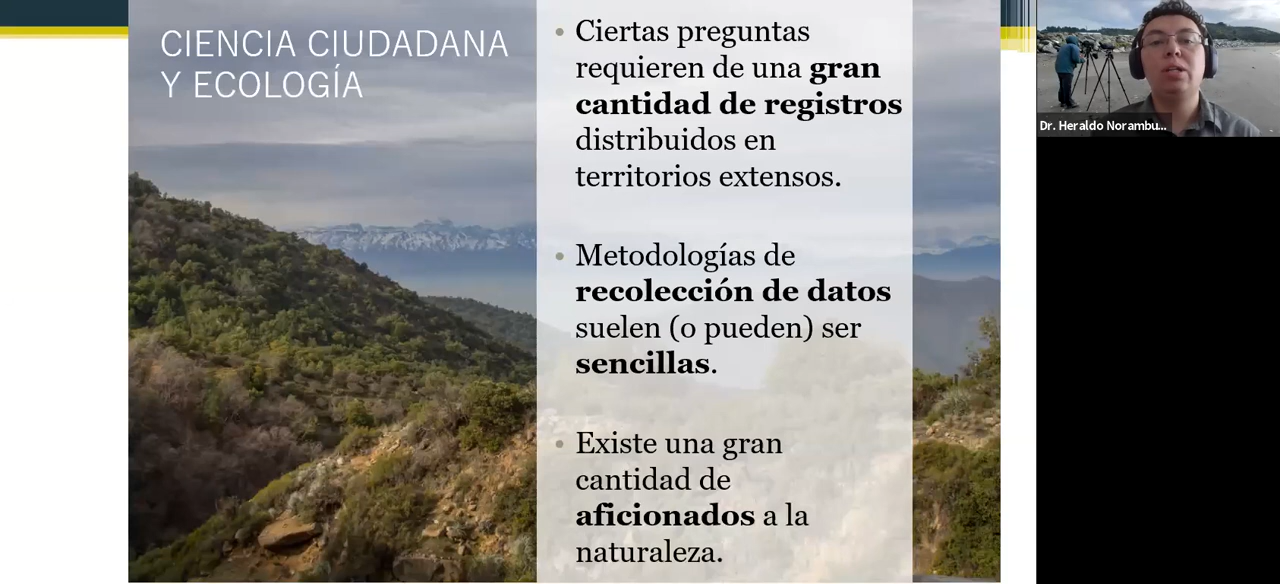 CIENCIA CIUDADANA
Y ECOLOGÍA
• Ciertas preguntas
requieren de una gran
cantidad de registros
distribuidos en
territorios extensos.
• Metodologías de
recolección de datos
suelen (o pueden) ser
sencillas.
• Existe una gran
cantidad de
aficionados a la
naturaleza.
Dr. Heraldo Norambu...